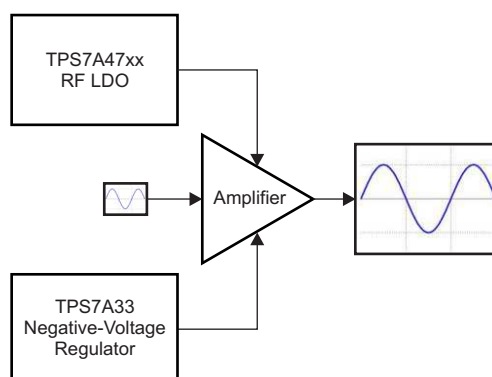 TPS7A47xx
RF LDO
Amplifier
TPS7A33
Negative-Voltage
Regulator